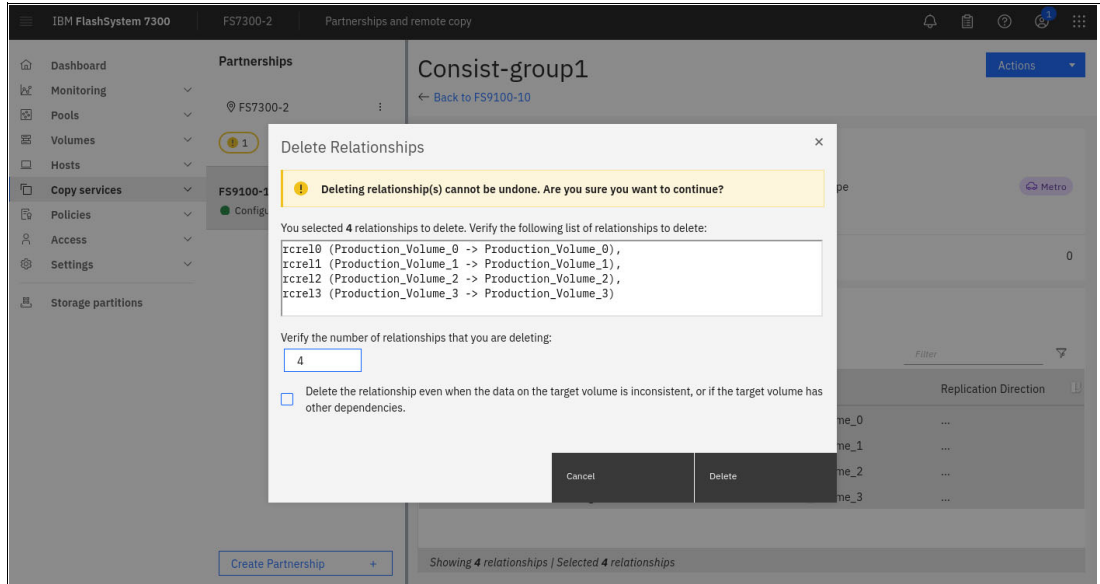 IBM FlashSystem 7300 FS7300-2 Partnerships and remote copy 1
Dashboard
Monitoring
Pools
Volumes
Hosts
Copy services
Policies
Access
Settings
Storage partitions
Partnerships
FS7300-2
1
FS9100-1
Configu
Create Partnership +
Consist-group1
← Back to FS9100-10
Actions
pe
Metro
0
Delete Relationships
Deleting relationship(s) cannot be undone. Are you sure you want to continue?
You selected 4 relationships to delete. Verify the following list of relationships to delete:
rcrel0 (Production_Volume_0 -> Production_Volume_0),
rcrel1 (Production_Volume_1 -> Production_Volume_1),
rcrel2 (Production_Volume_2 -> Production_Volume_2),
rcrel3 (Production_Volume_3 -> Production_Volume_3)
Verify the number of relationships that you are deleting:
4
Delete the relationship even when the data on the target volume is inconsistent, or if the target volume has
other dependencies.
Cancel Delete
Filter
Replication Direction
me_0 ...
me_1 ...
me_2 ...
me_3 ...
Showing 4 relationships | Selected 4 relationships